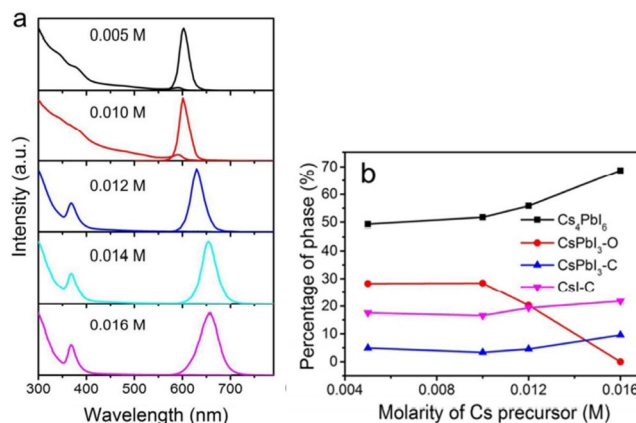 a
0.005 M
0.010 M
0.012 M
0.014 M
0.016 M
Intensity (a.u.)
300 400 500 600 700
Wavelength (nm)
b
Cs₄PbI₆
CsPbI₃-O
CsPbI₃-C
CsI-C
70
60
50
40
30
20
10
0
Percentage of phase (%)
0.004 0.008 0.012 0.016
Molarity of Cs precursor (M)